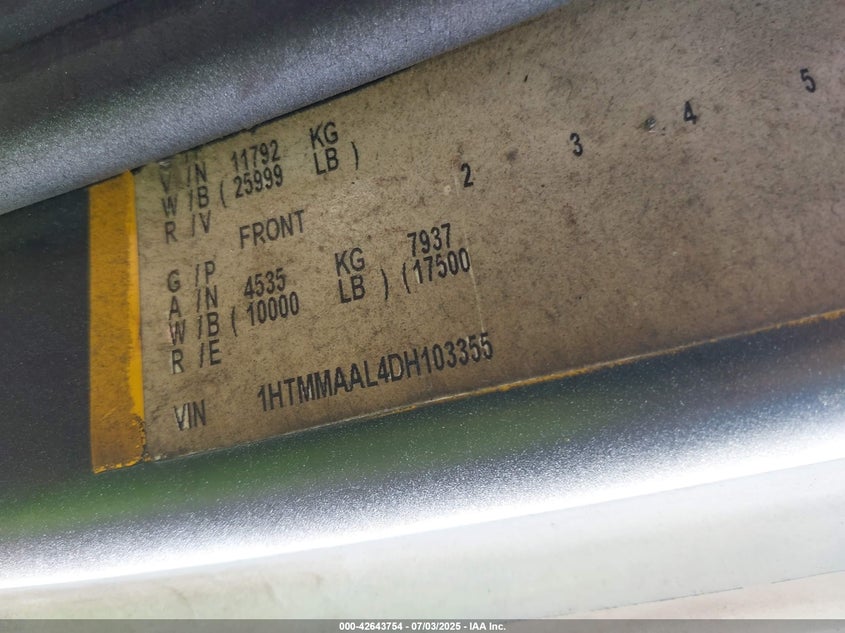 V /N 11792 KG
W /B ( 25999 LB )
R /V
FRONT 2 3 4 5
G /P
A /N 4535 KG 7937
W /B ( 10000 LB ) ( 17500
R /E
VIN 1HTMMAAL4DH103355
000-42643754 / 07/03/2025 - IAA Inc.